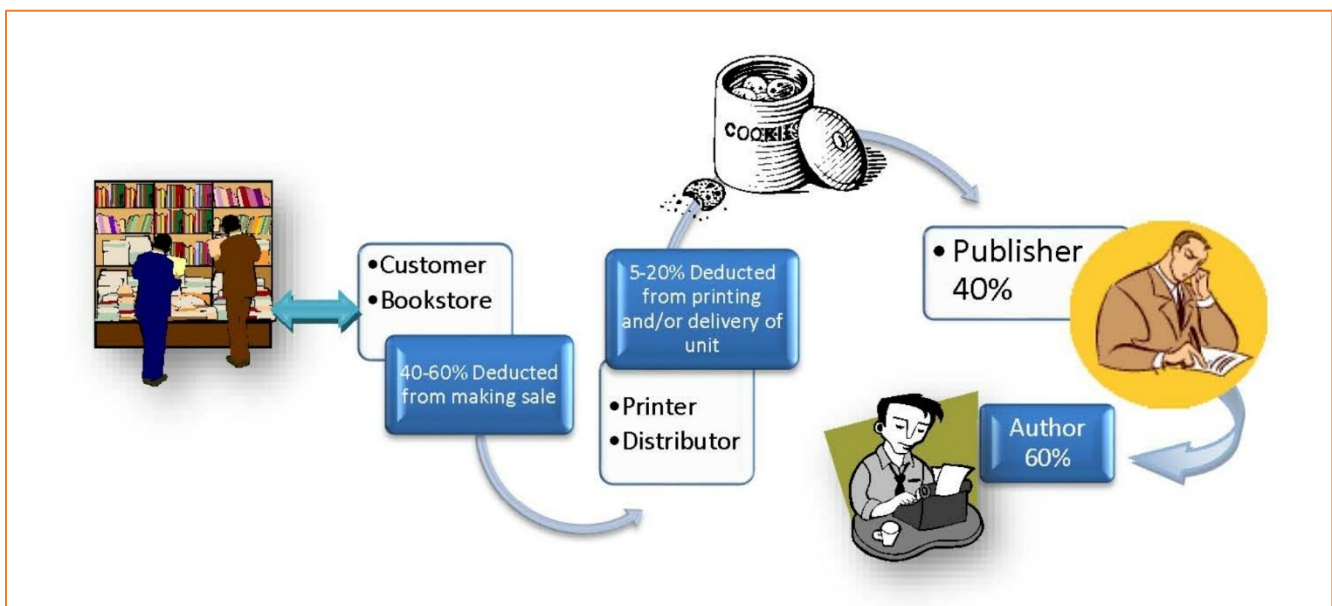 •Customer
•Bookstore
40-60% Deducted
from making sale
5-20% Deducted
from printing
and/or delivery of
unit
•Printer
•Distributor
COOKIES
•Publisher
40%
Author
60%